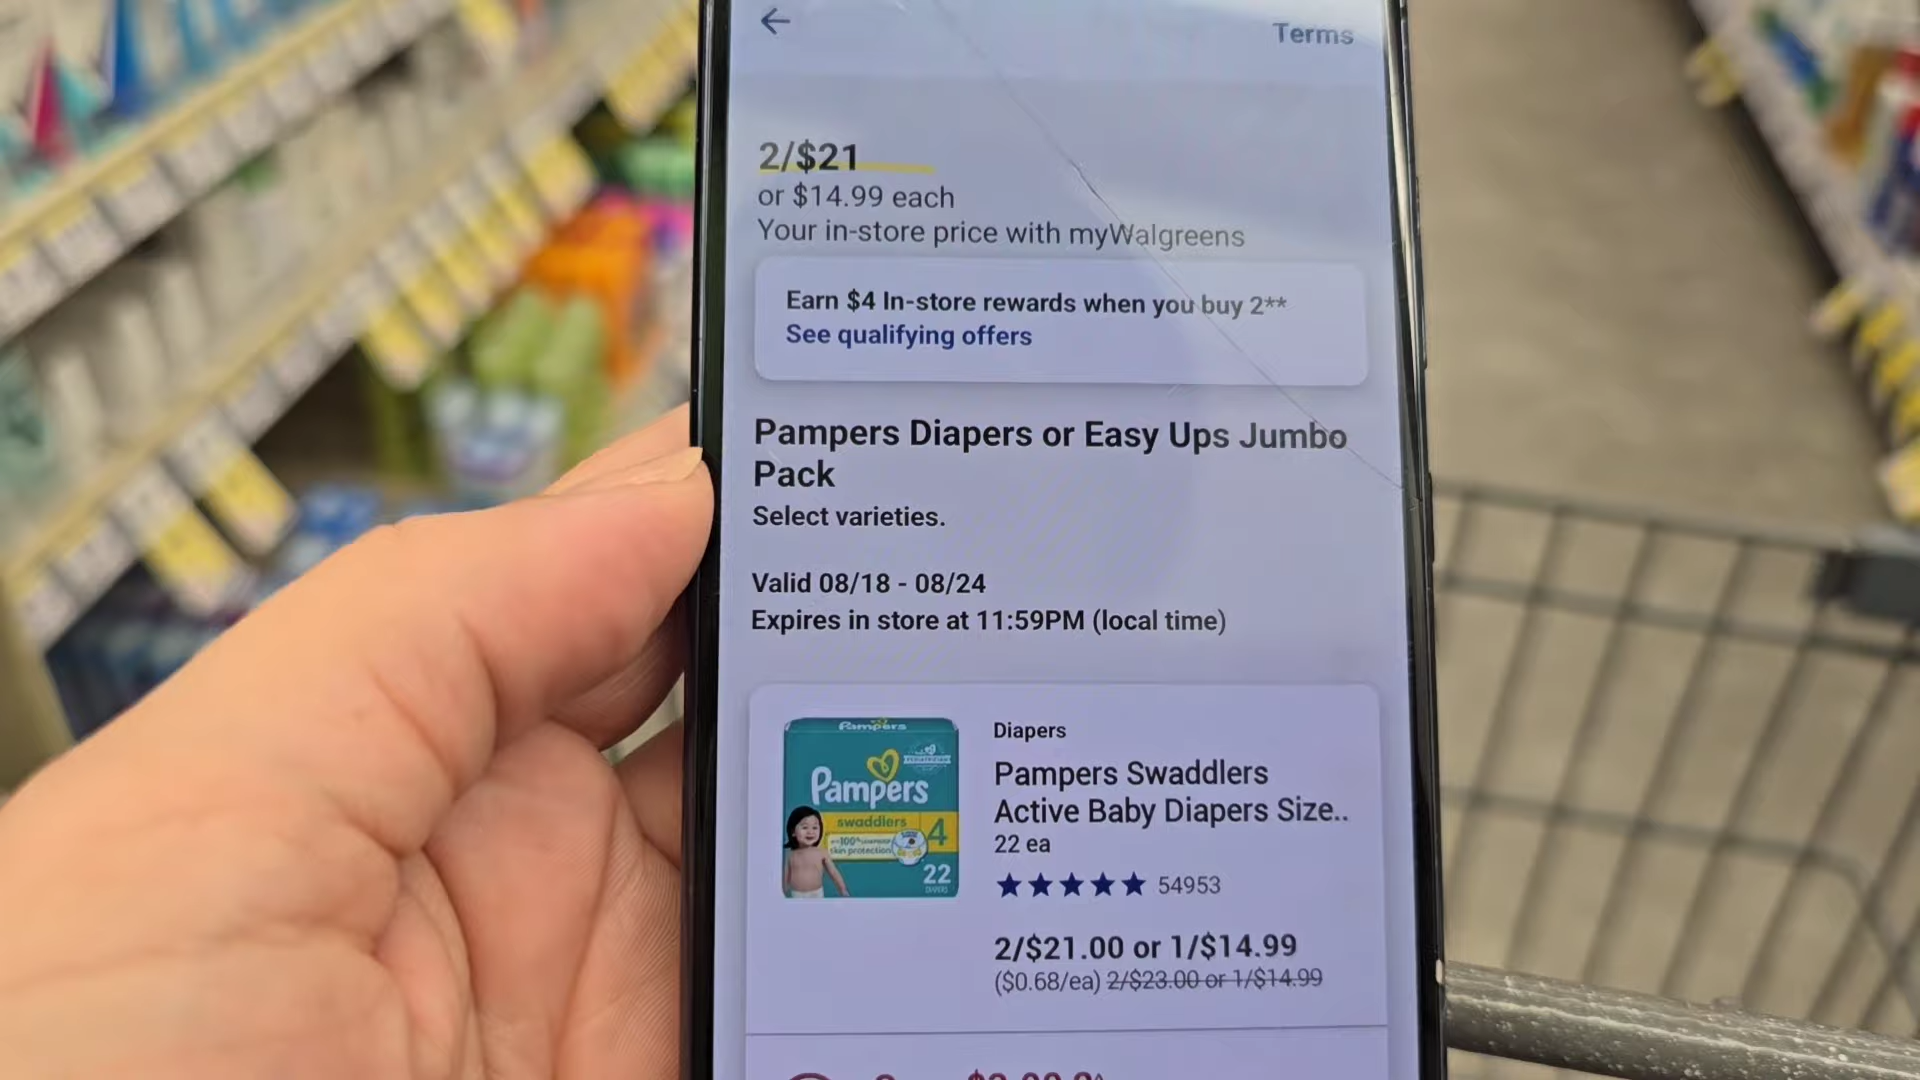 Terms
2/$21
or $14.99 each
Your in-store price with myWalgreens
Earn $4 In-store rewards when you buy 2**
See qualifying offers
Pampers Diapers or Easy Ups Jumbo
Pack
Select varieties.
Valid 08/18 - 08/24
Expires in store at 11:59PM (local time)
Pampers
Pampers
swaddlers
4
100%
skin protection
22
Diapers
Pampers Swaddlers
Active Baby Diapers Size..
22 ea
54953
2/$21.00 or 1/$14.99
($0.68/ea) 2/$23.00 or 1/$14.99